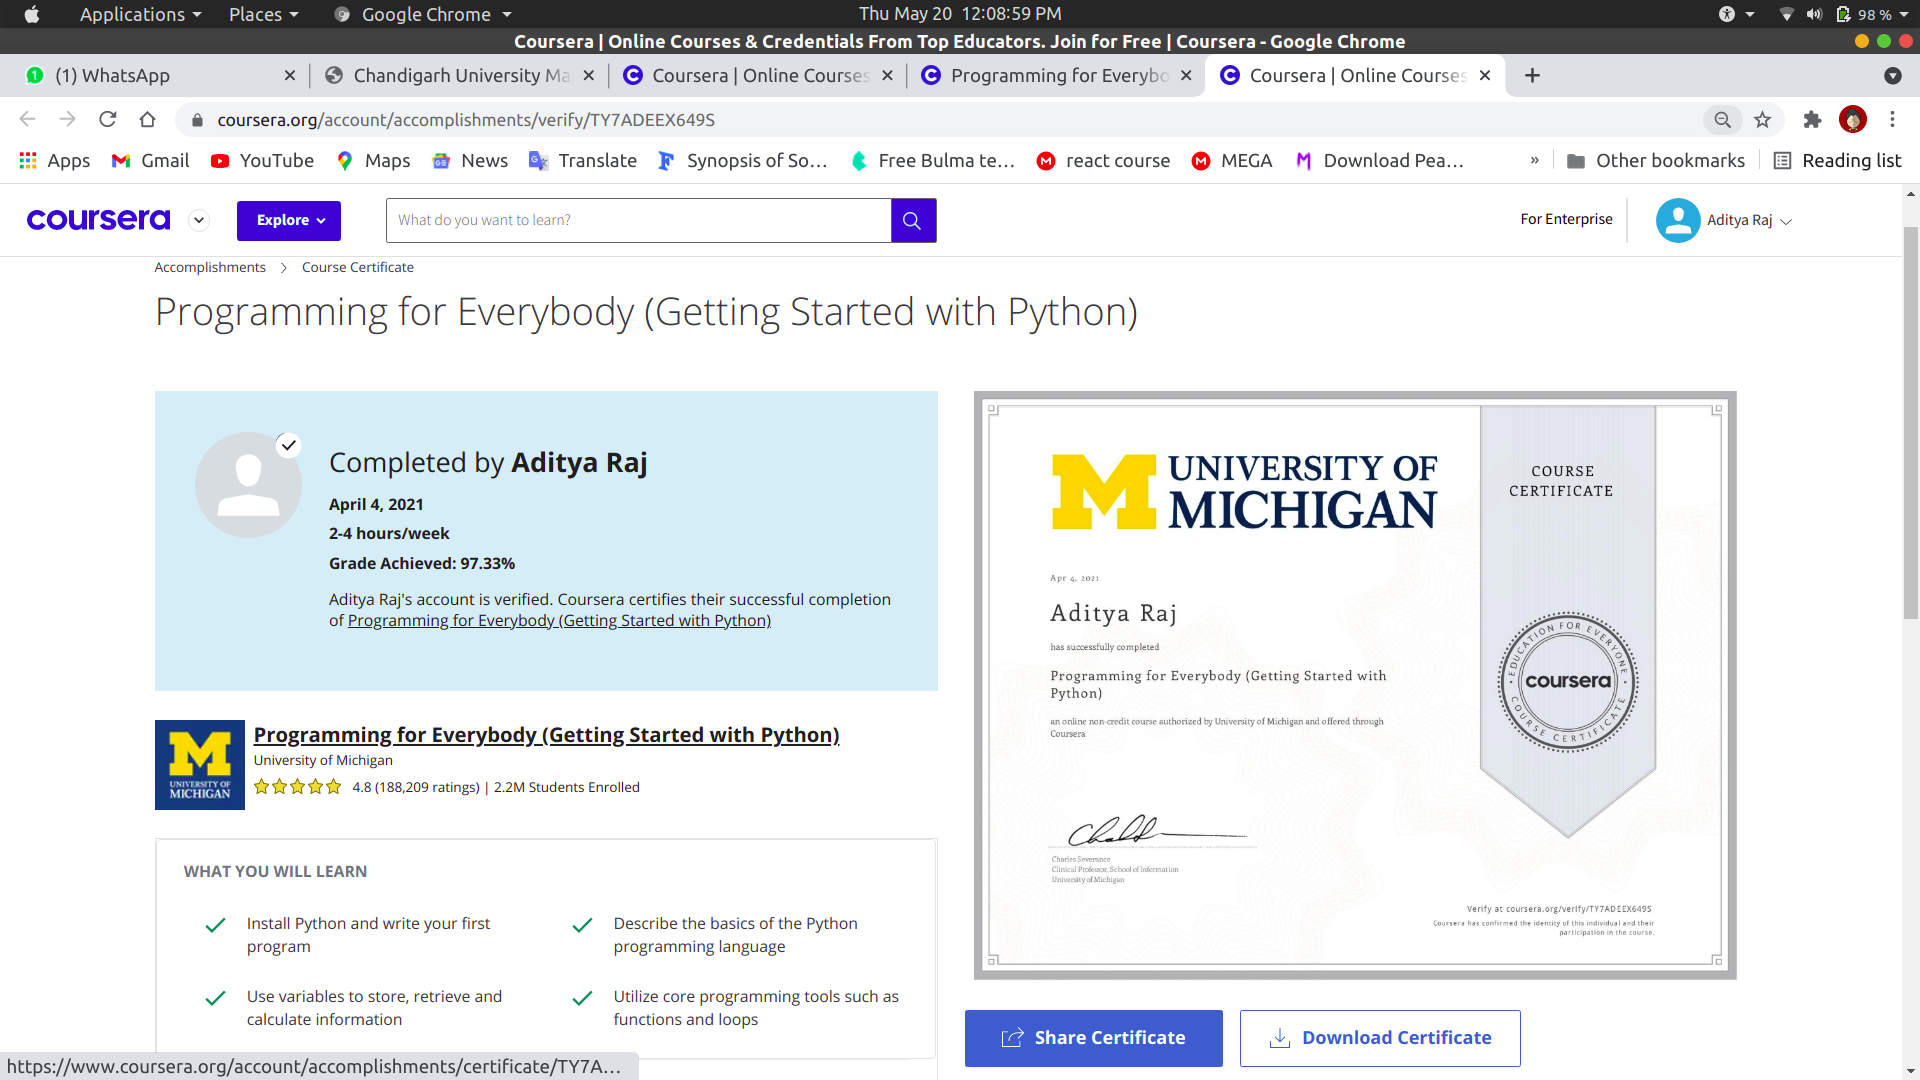 Applications
Places
Google Chrome
Thu May 20 12:08:59 PM
98 %
Coursera | Online Courses & Credentials From Top Educators. Join for Free | Coursera - Google Chrome
(1) WhatsApp
Chandigarh University Ma
Coursera | Online Courses
Programming for Everybo
Coursera | Online Courses
coursera.org/account/accomplishments/verify/TY7ADEEX649S
Apps
Gmail
YouTube
Maps
News
Translate
Synopsis of So...
Free Bulma te...
react course
MEGA
Download Pea...
»
Other bookmarks
Reading list
coursera
Explore
What do you want to learn?
For Enterprise
Aditya Raj
Accomplishments
Course Certificate
Programming for Everybody (Getting Started with Python)
Completed by Aditya Raj
April 4, 2021
2-4 hours/week
Grade Achieved: 97.33%
Aditya Raj's account is verified. Coursera certifies their successful completion
of Programming for Everybody (Getting Started with Python)
M
UNIVERSITY OF
MICHIGAN
Programming for Everybody (Getting Started with Python)
University of Michigan
4.8 (188,209 ratings) | 2.2M Students Enrolled
WHAT YOU WILL LEARN
Install Python and write your first
program
Describe the basics of the Python
programming language
Use variables to store, retrieve and
calculate information
Utilize core programming tools such as
functions and loops
M
UNIVERSITY OF
MICHIGAN
COURSE
CERTIFICATE
Apr 4, 2021
Aditya Raj
has successfully completed
Programming for Everybody (Getting Started with
Python)
an online non-credit course authorized by University of Michigan and offered through
Coursera
EDUCATION FOR EVERYONE
coursera
COURSE CERTIFICATE
Charles Severance
Clinical Professor, School of Information
University of Michigan
Verify at coursera.org/verify/TY7ADEEX649S
Coursera has confirmed the identity of this individual and their
participation in the course.
Share Certificate
Download Certificate
https://www.coursera.org/account/accomplishments/certificate/TY7A...